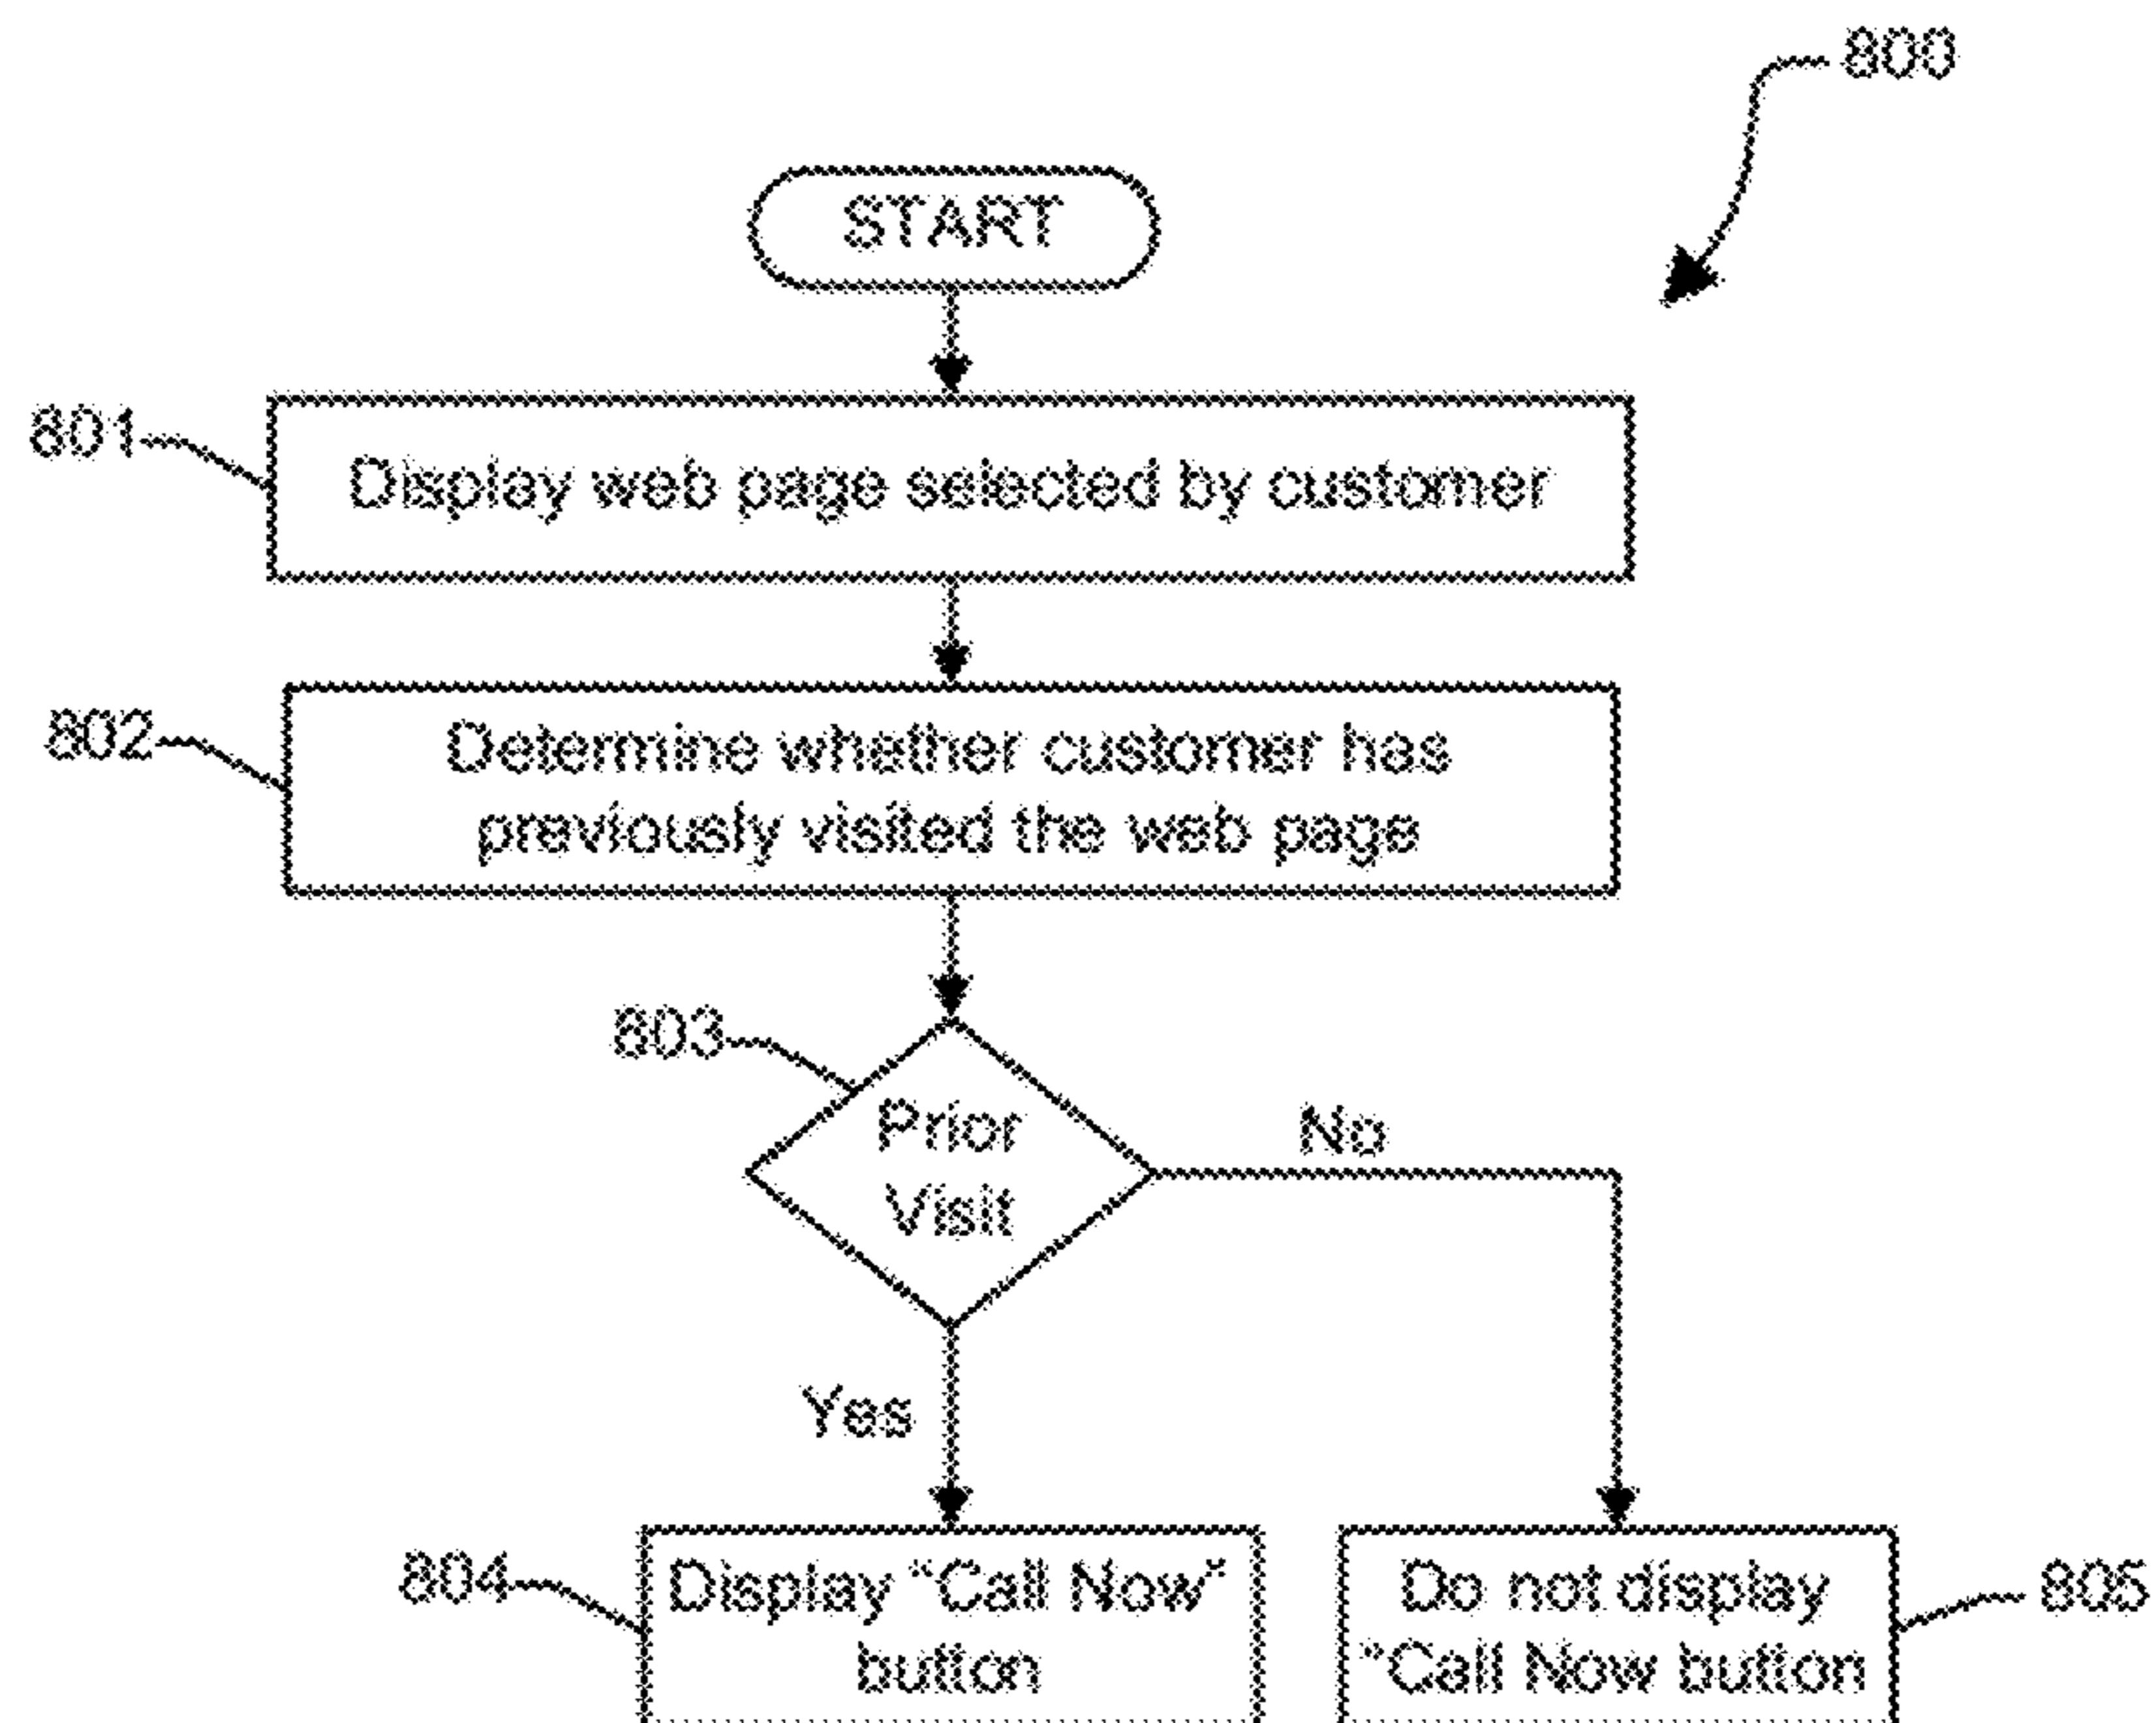 800
START
801
Display web page selected by customer
802
Determine whether customer has
previously visited the web page
803
Prior
Visit
No
Yes
804
Display "Call Now"
button
Do not display
"Call Now button
805